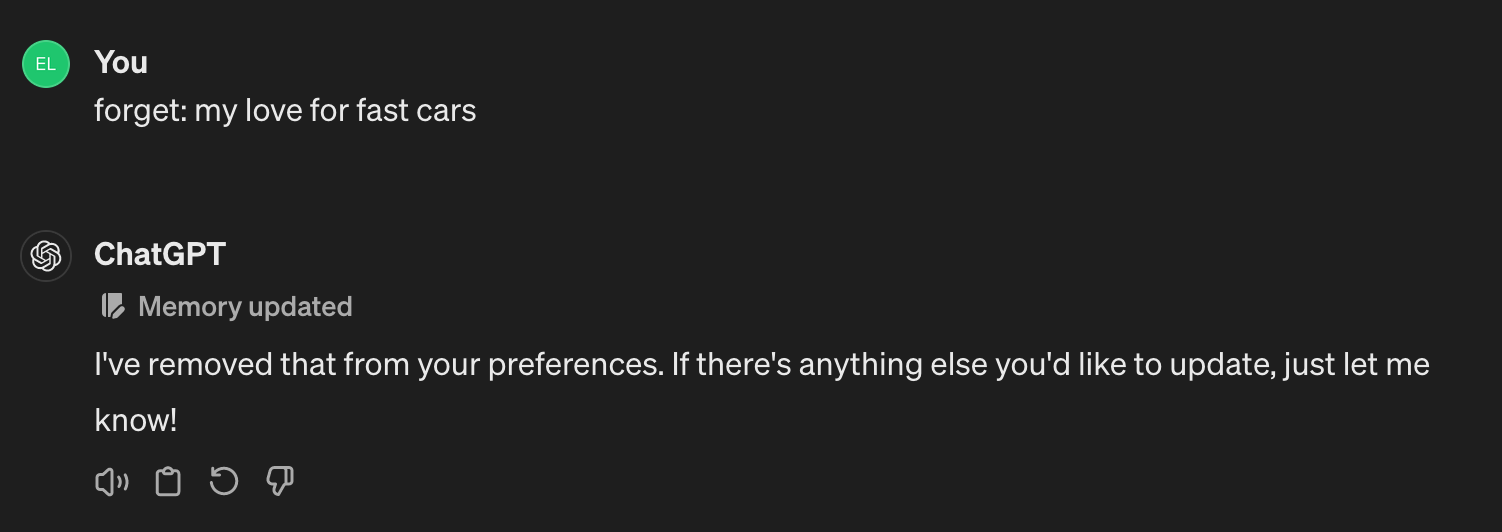 EL
You
forget: my love for fast cars
ChatGPT
Memory updated
I've removed that from your preferences. If there's anything else you'd like to update, just let me
know!